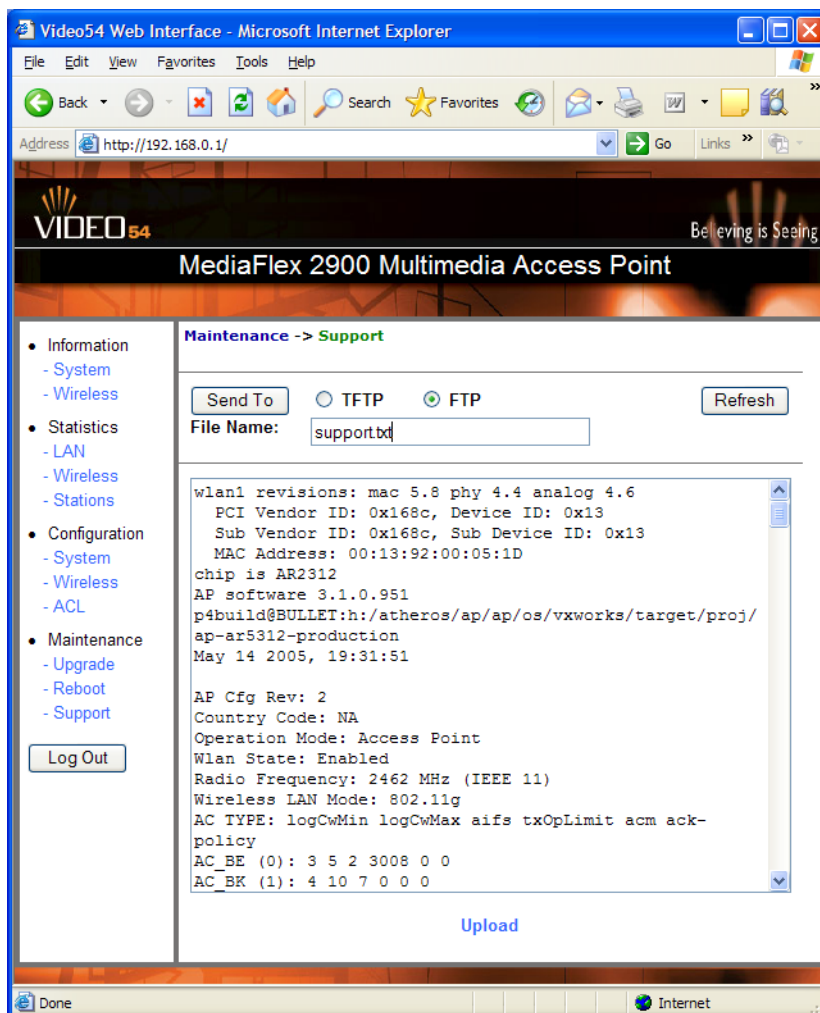 Video54 Web Interface - Microsoft Internet Explorer
File Edit View Favorites Tools Help
Back Search Favorites
Address http://192.168.0.1/ Go Links
VIDEO54
Believing is Seeing
MediaFlex 2900 Multimedia Access Point
Information
- System
- Wireless
Statistics
- LAN
- Wireless
- Stations
Configuration
- System
- Wireless
- ACL
Maintenance
- Upgrade
- Reboot
- Support
Log Out
Maintenance -> Support
Send To TFTP FTP Refresh
File Name: support.txt
wlan1 revisions: mac 5.8 phy 4.4 analog 4.6
PCI Vendor ID: 0x168c, Device ID: 0x13
Sub Vendor ID: 0x168c, Sub Device ID: 0x13
MAC Address: 00:13:92:00:05:1D
chip is AR2312
AP software 3.1.0.951
p4build@BULLET:h:/atheros/ap/ap/os/vxworks/target/proj/
ap-ar5312-production
May 14 2005, 19:31:51
AP Cfg Rev: 2
Country Code: NA
Operation Mode: Access Point
Wlan State: Enabled
Radio Frequency: 2462 MHz (IEEE 11)
Wireless LAN Mode: 802.11g
AC TYPE: logCwMin logCwMax aifs txOpLimit acm ack-
policy
AC_BE (0): 3 5 2 3008 0 0
AC_BK (1): 4 10 7 0 0 0
Upload
Done Internet